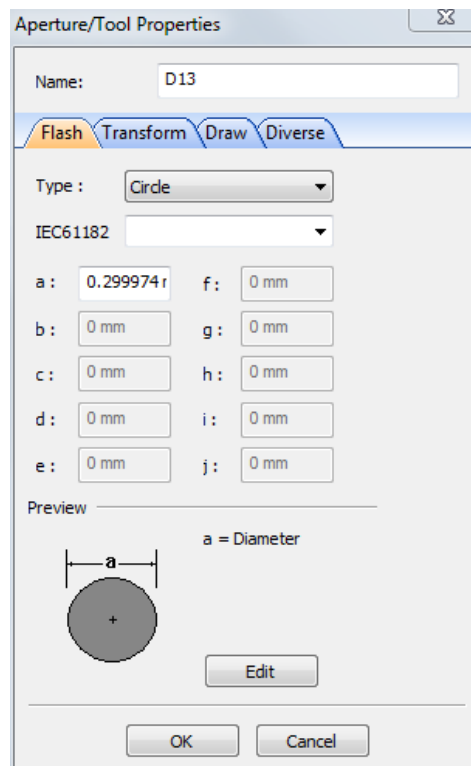 Aperture/Tool Properties
Name: D13
Flash Transform Draw Diverse
Type : Circle
IEC61182
a : 0.299974 r f : 0 mm
b : 0 mm g : 0 mm
c : 0 mm h : 0 mm
d : 0 mm i : 0 mm
e : 0 mm j : 0 mm
Preview
a = Diameter
a
Edit
OK Cancel